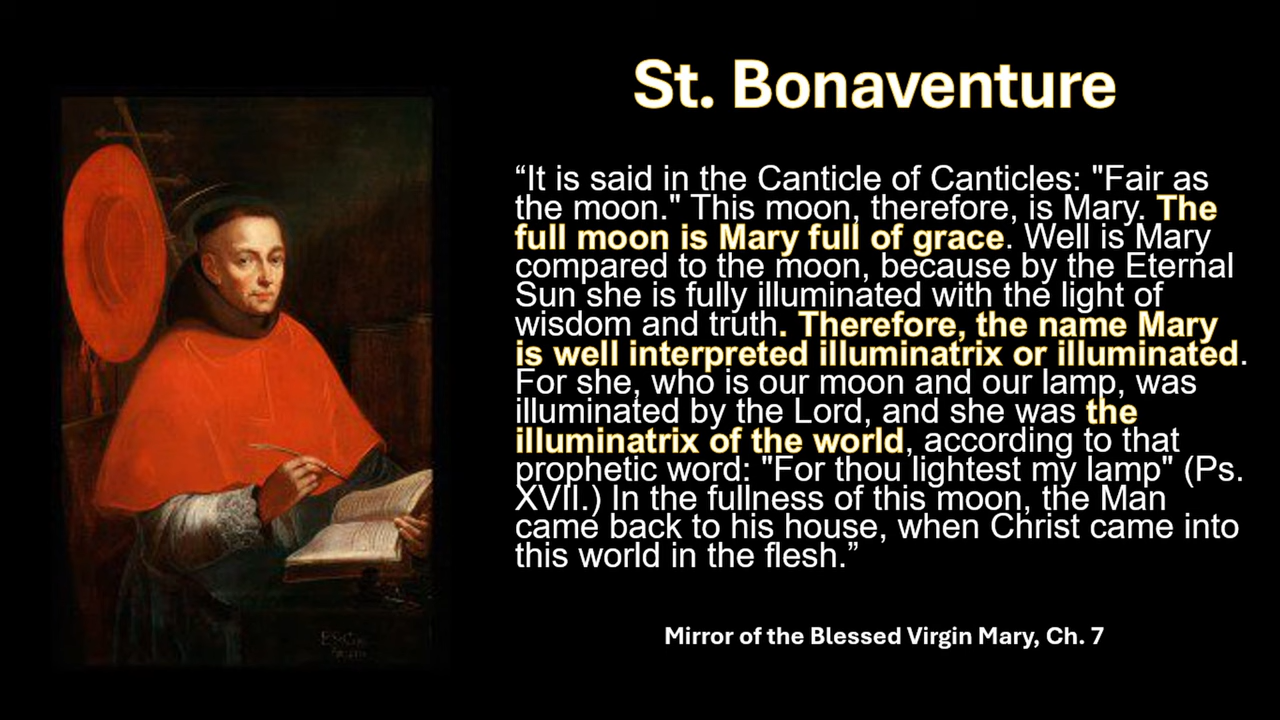 St. Bonaventure
“It is said in the Canticle of Canticles: "Fair as
the moon." This moon, therefore, is Mary. The
full moon is Mary full of grace. Well is Mary
compared to the moon, because by the Eternal
Sun she is fully illuminated with the light of
wisdom and truth. Therefore, the name Mary
is well interpreted illuminatrix or illuminated.
For she, who is our moon and our lamp, was
illuminated by the Lord, and she was the
illuminatrix of the world, according to that
prophetic word: "For thou lightest my lamp" (Ps.
XVII.) In the fullness of this moon, the Man
came back to his house, when Christ came into
this world in the flesh.”
Mirror of the Blessed Virgin Mary, Ch. 7